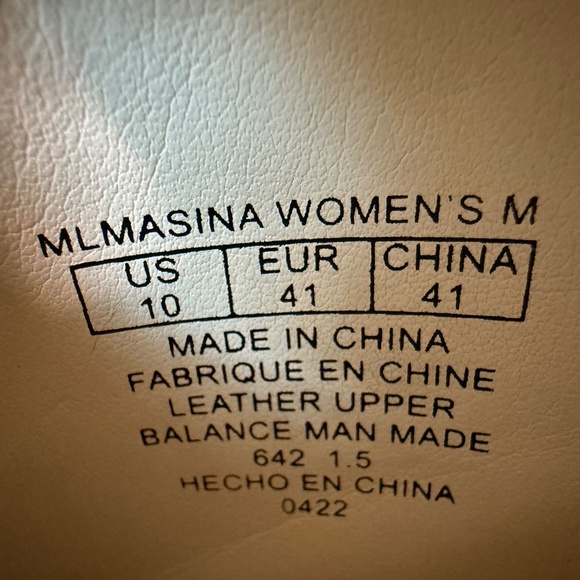 MLMASINA WOMEN'S M
US EUR CHINA
10 41 41
MADE IN CHINA
FABRIQUE EN CHINE
LEATHER UPPER
BALANCE MAN MADE
642 1.5
HECHO EN CHINA
0422